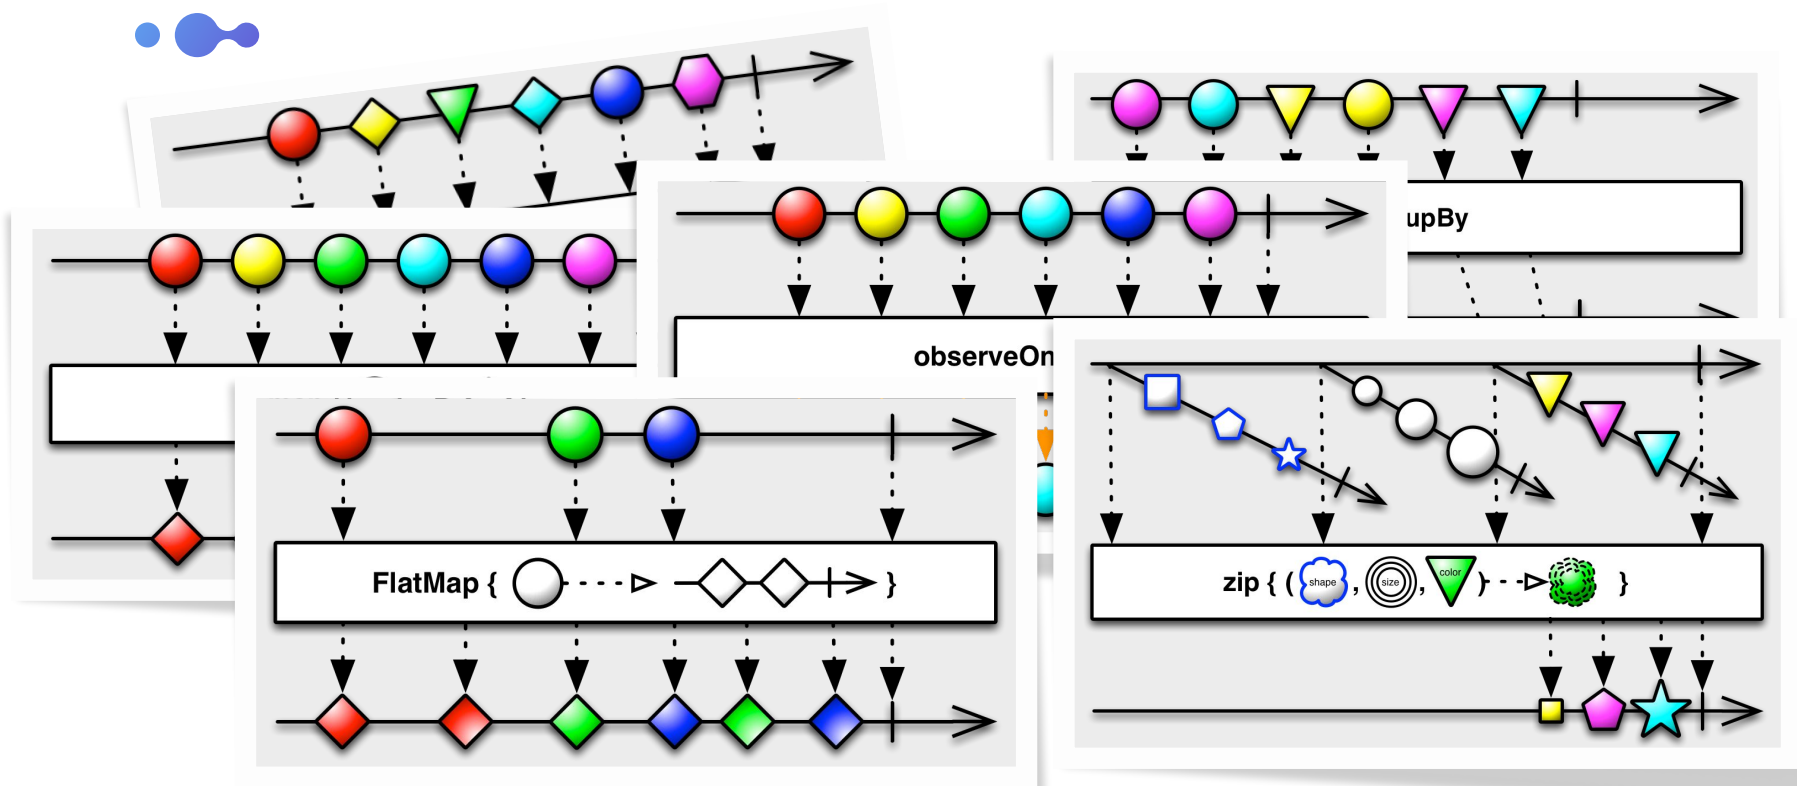 upBy
observeOn
FlatMap { }
zip { ( shape , size , color ) }